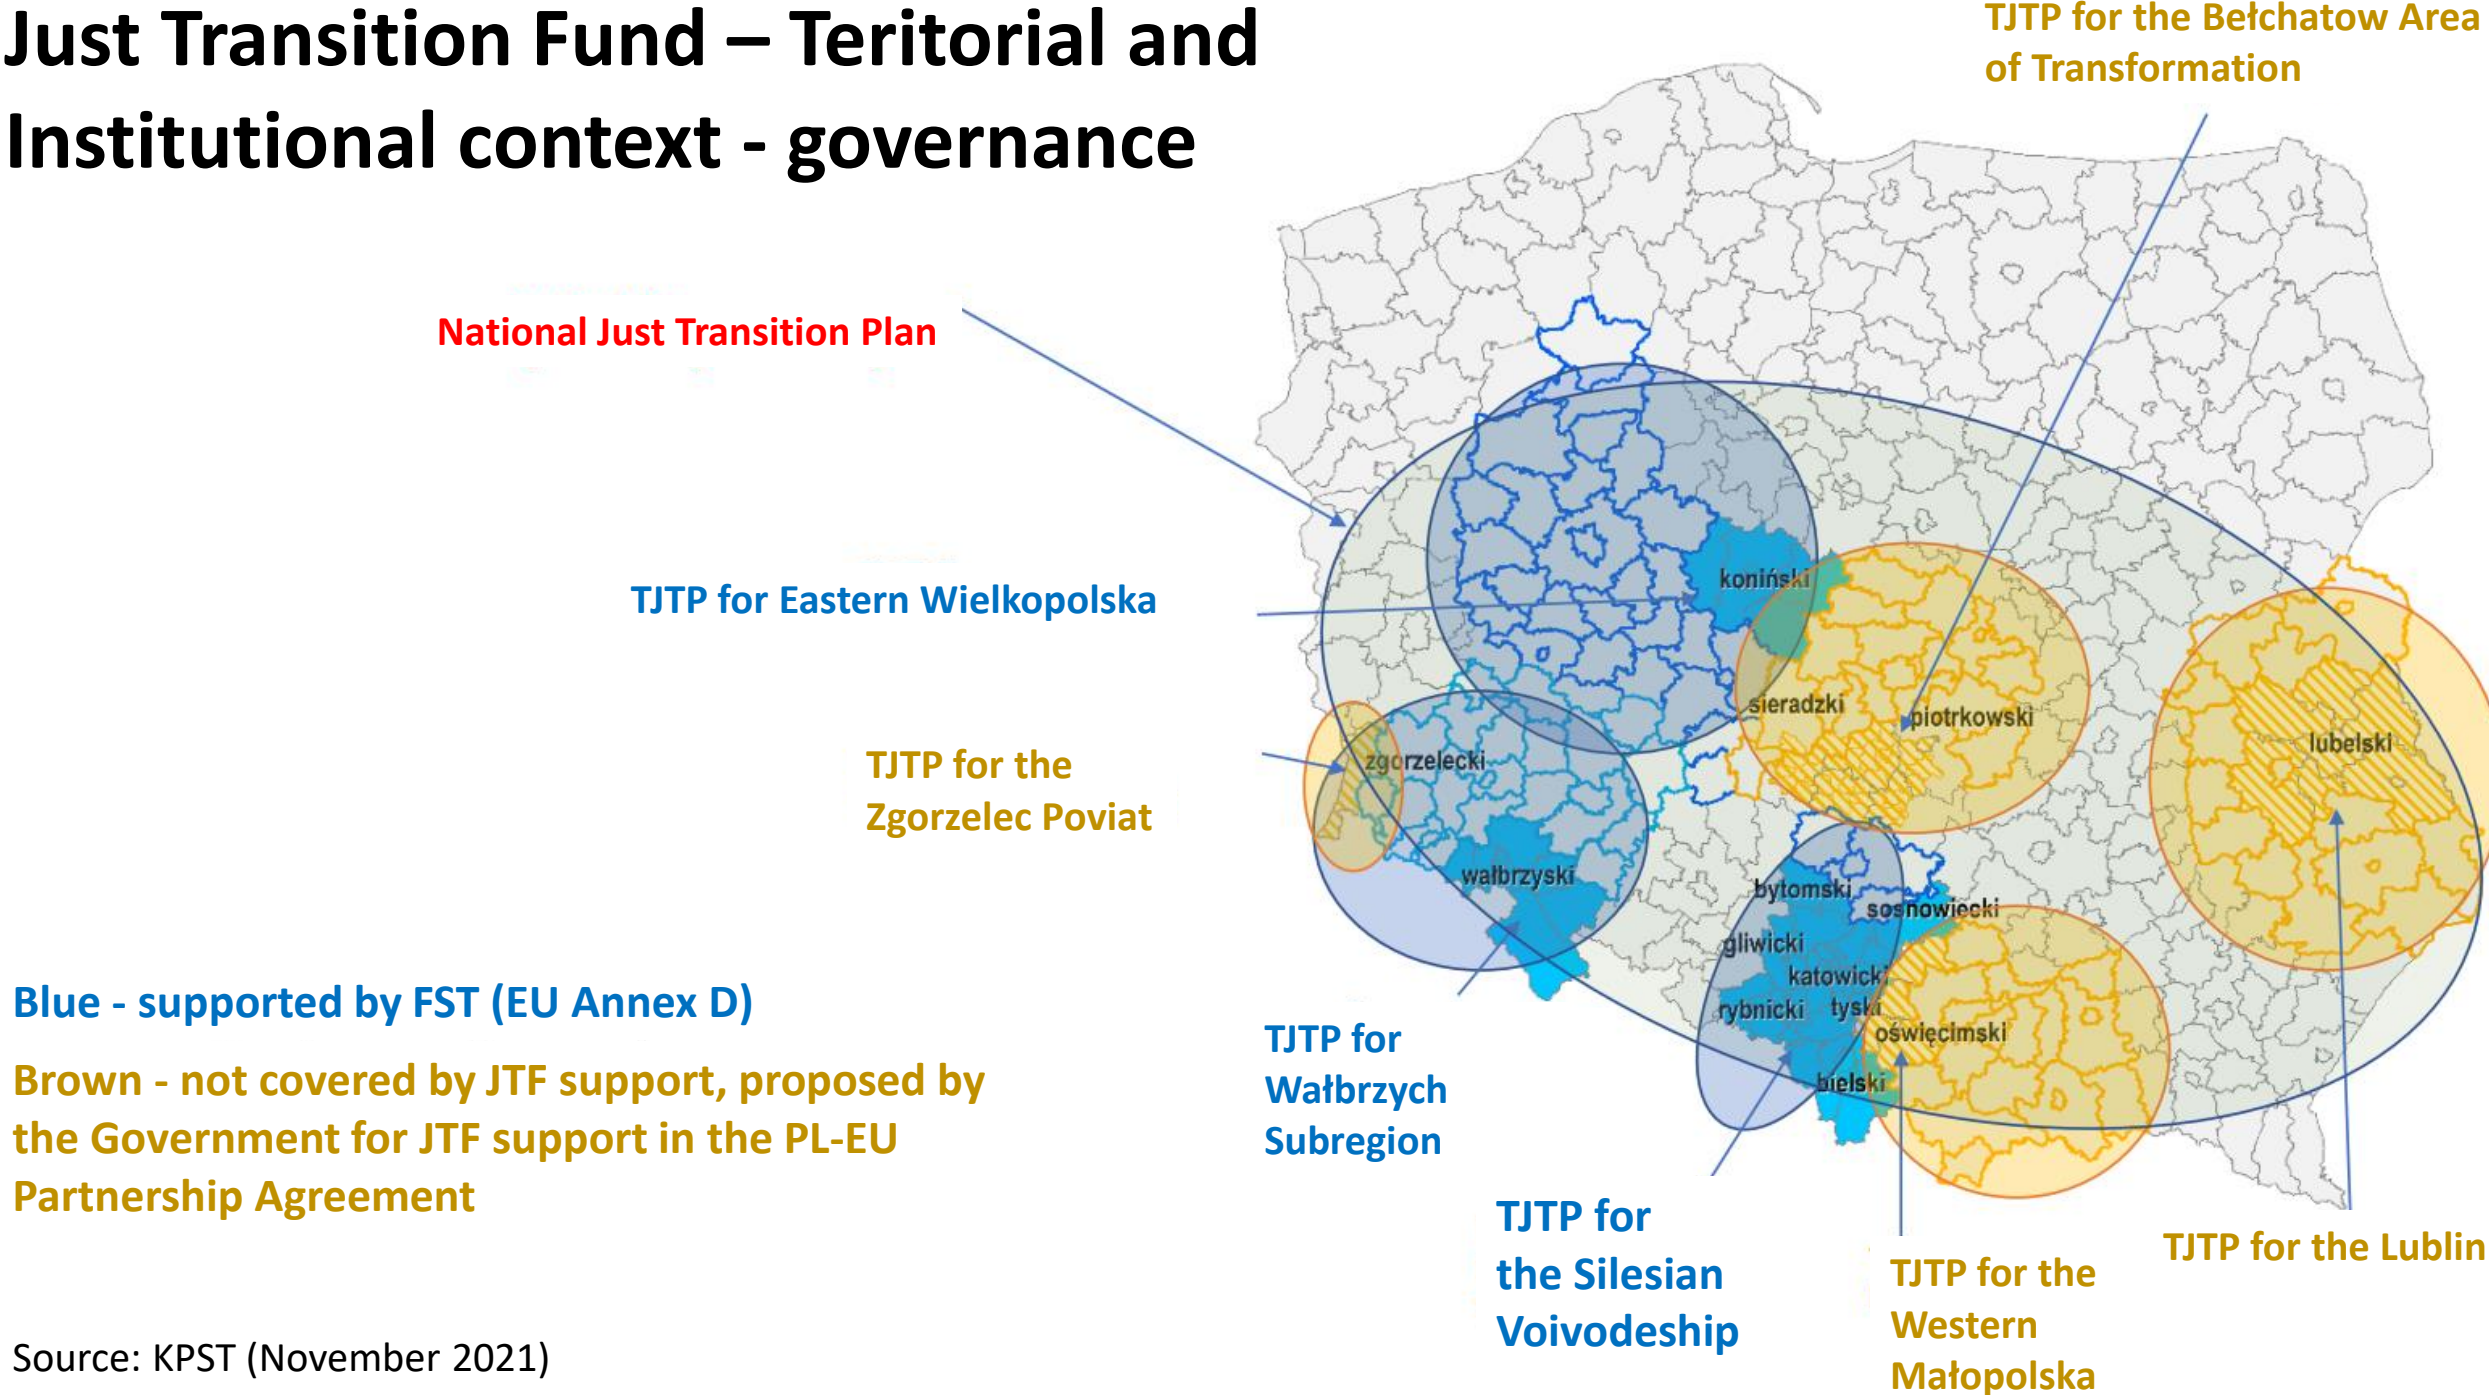 Just Transition Fund – Teritorial and
Institutional context - governance
TJTP for the Bełchatow Area
of Transformation
National Just Transition Plan
TJTP for Eastern Wielkopolska
TJTP for the
Zgorzelec Poviat
koniński
sieradzki
piotrkowski
lubelski
zgorzelecki
wałbrzyski
bytomski
sosnowiecki
gliwicki
katowicki
rybnicki
tyski
oświęcimski
bielski
Blue - supported by FST (EU Annex D)
Brown - not covered by JTF support, proposed by
the Government for JTF support in the PL-EU
Partnership Agreement
TJTP for
Wałbrzych
Subregion
TJTP for
the Silesian
Voivodeship
TJTP for the
Western
Małopolska
TJTP for the Lublin
Source: KPST (November 2021)